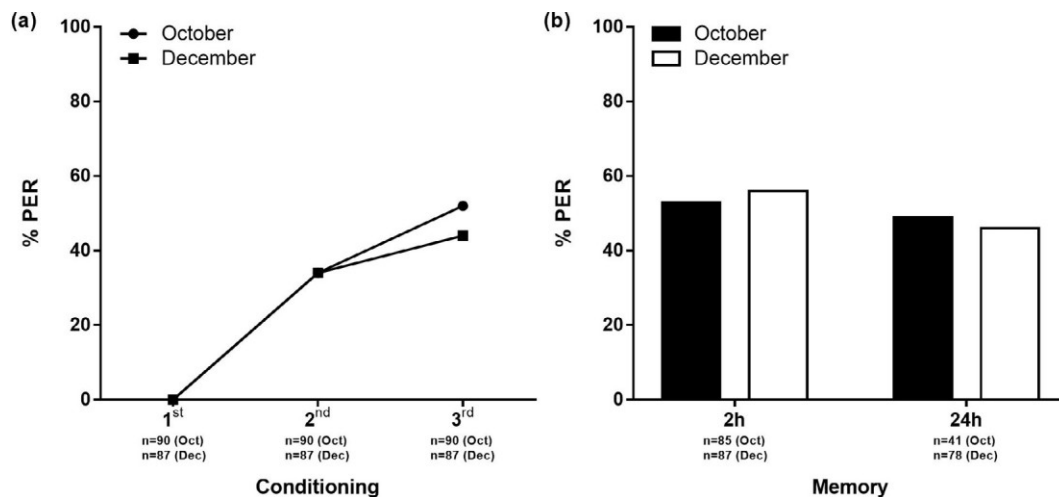 (a)
100
80
60
40
20
0
% PER
October
December
1st
2nd
3rd
n=90 (Oct)
n=87 (Dec)
n=90 (Oct)
n=87 (Dec)
n=90 (Oct)
n=87 (Dec)
Conditioning
(b)
100
80
60
40
20
0
% PER
October
December
2h
24h
n=85 (Oct)
n=87 (Dec)
n=41 (Oct)
n=78 (Dec)
Memory